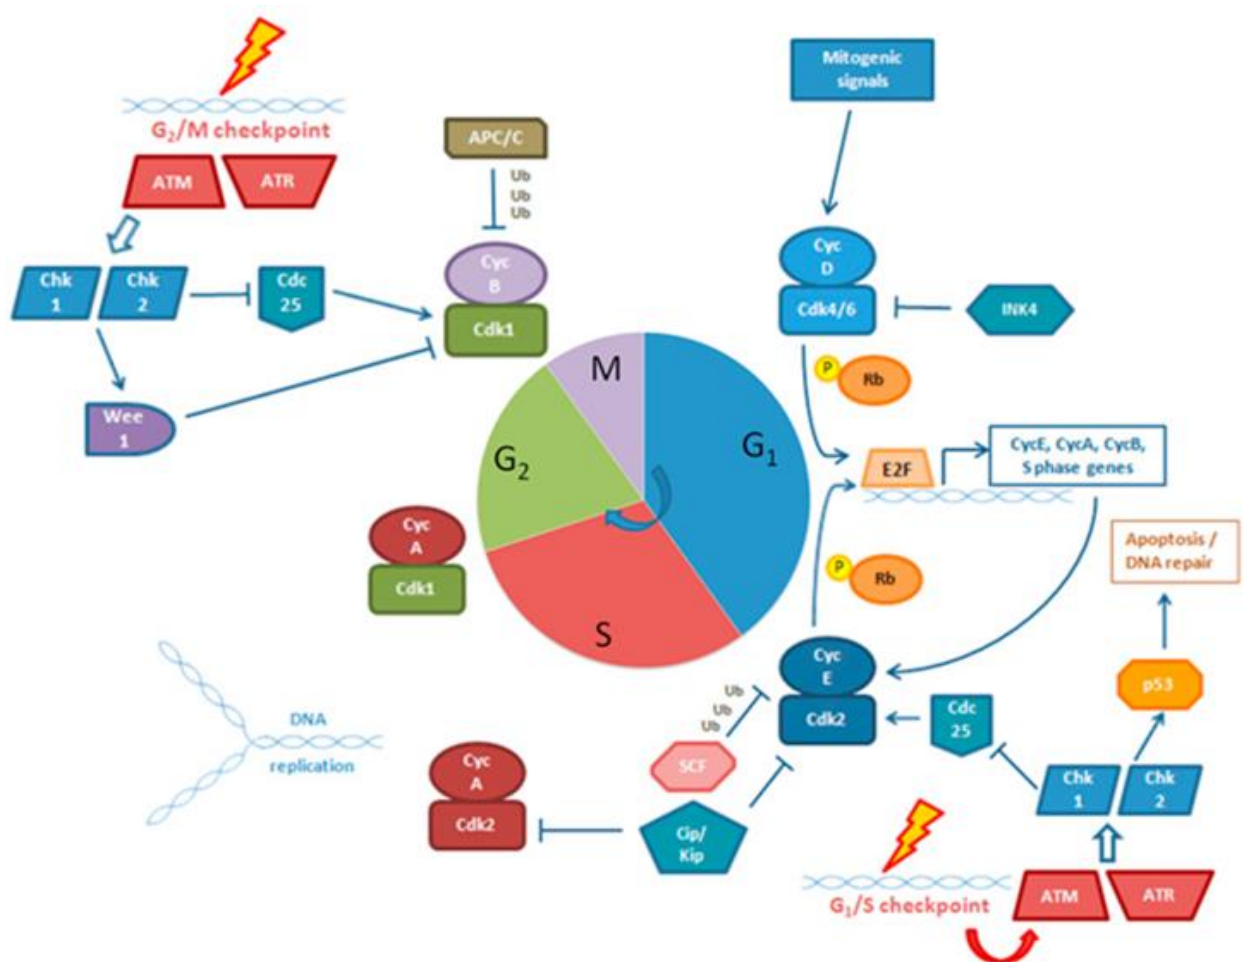 G₂/M checkpoint
ATM
ATR
Chk
1
Chk
2
Cdc
25
Wee
1
APC/C
Ub
Ub
Ub
Cyc
B
Cdk1
Mitogenic
signals
Cyc
D
Cdk4/6
INK4
P
Rb
E2F
CycE, CycA, CycB,
S phase genes
M
G₁
G₂
S
Cyc
A
Cdk1
P
Rb
Apoptosis /
DNA repair
Cyc
E
Cdk2
Ub
Ub
SCF
Cip/
Kip
Cyc
A
Cdk2
DNA
replication
Cdc
25
p53
Chk
1
Chk
2
G₁/S checkpoint
ATM
ATR